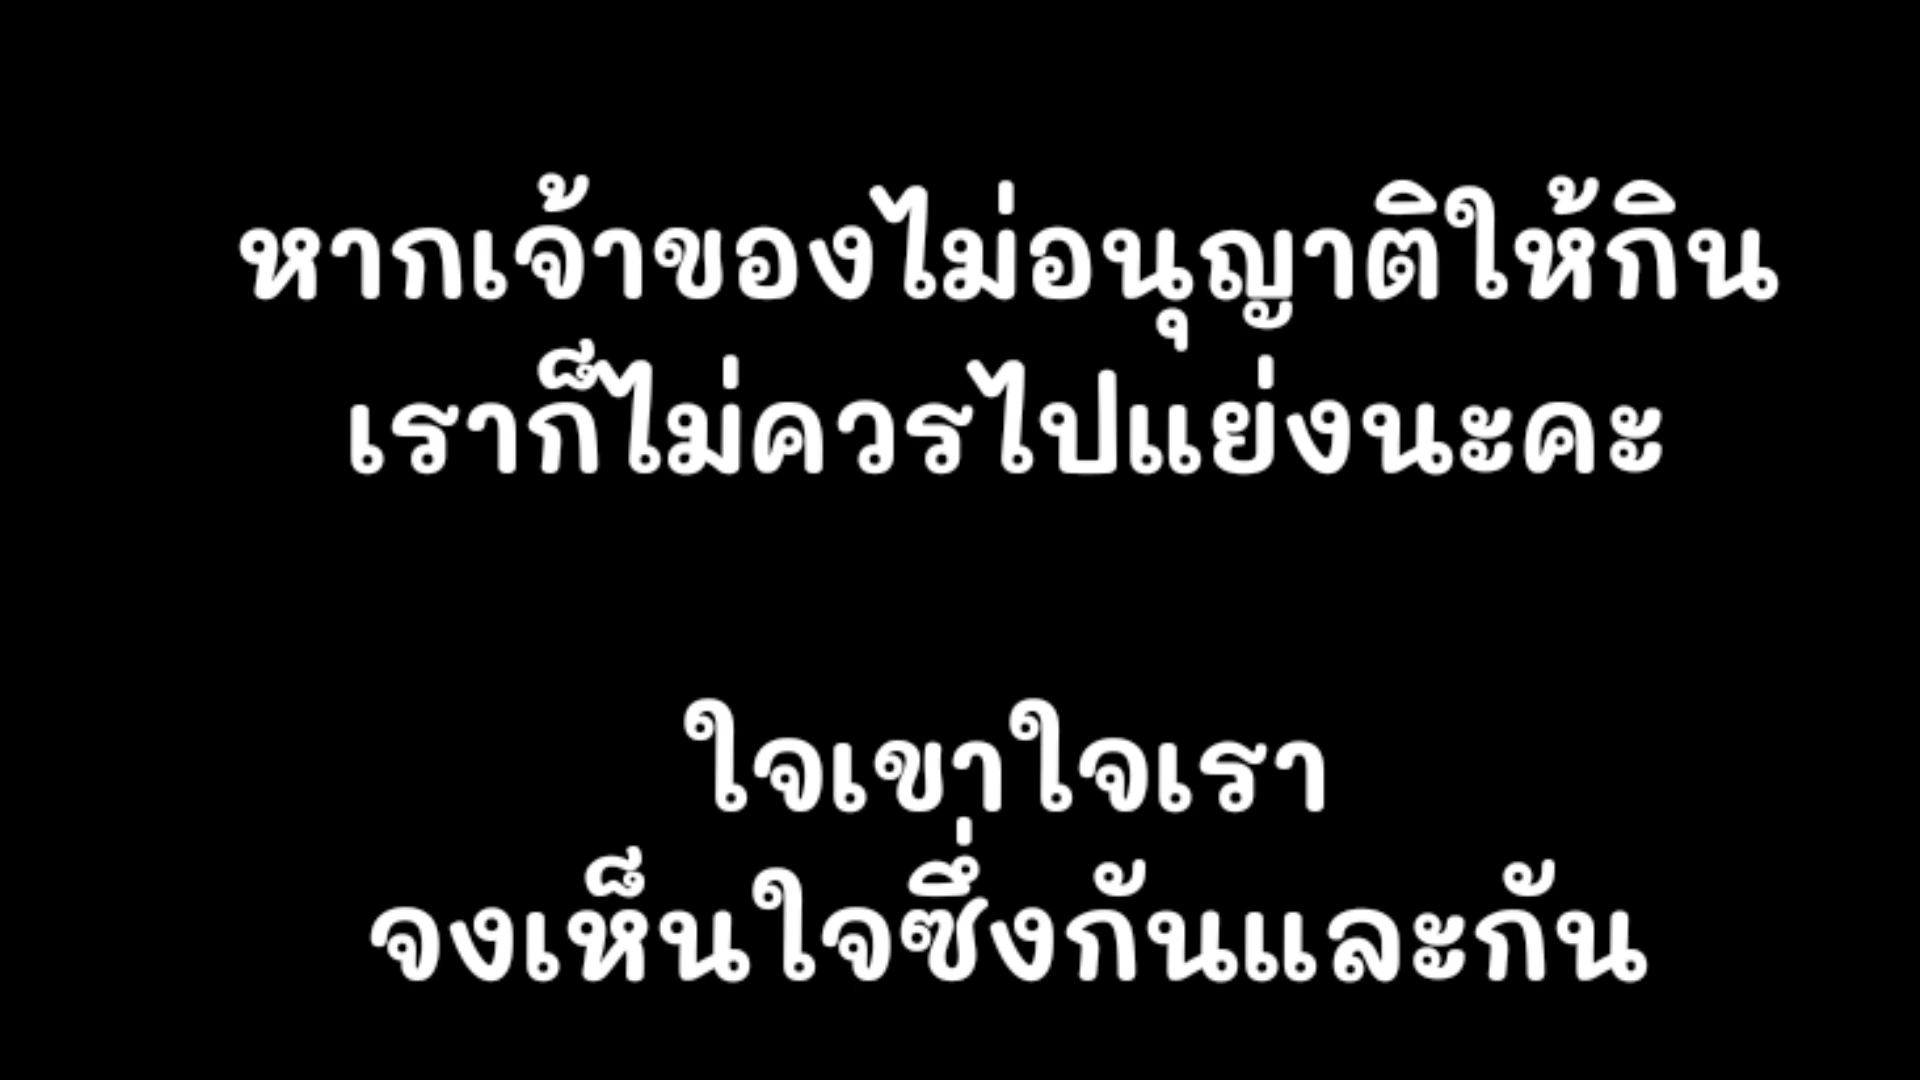 หากเจ้าของไม่อนุญาติให้กิน
เราก็ไม่ควรไปแย่งนะคะ
ใจเขาใจเรา
จงเห็นใจซึ่งกันและกัน